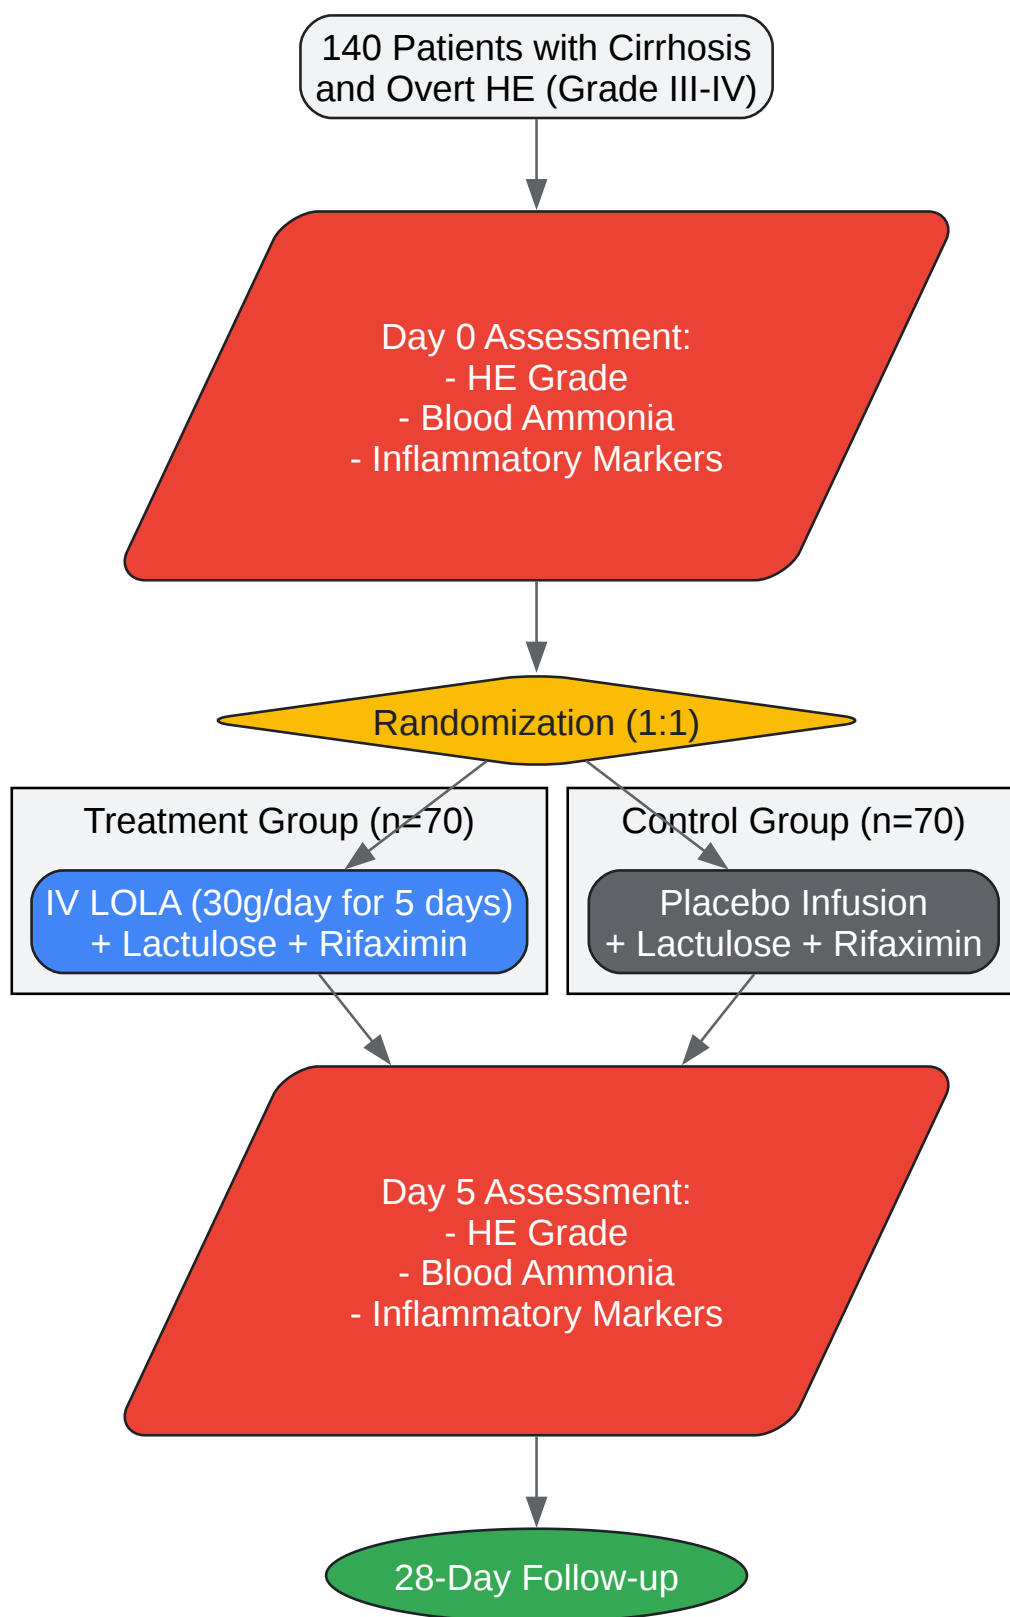 140 Patients with Cirrhosis
and Overt HE (Grade III-IV)
Day 0 Assessment:
- HE Grade
- Blood Ammonia
- Inflammatory Markers
Randomization (1:1)
Treatment Group (n=70)
IV LOLA (30g/day for 5 days)
+ Lactulose + Rifaximin
Control Group (n=70)
Placebo Infusion
+ Lactulose + Rifaximin
Day 5 Assessment:
- HE Grade
- Blood Ammonia
- Inflammatory Markers
28-Day Follow-up